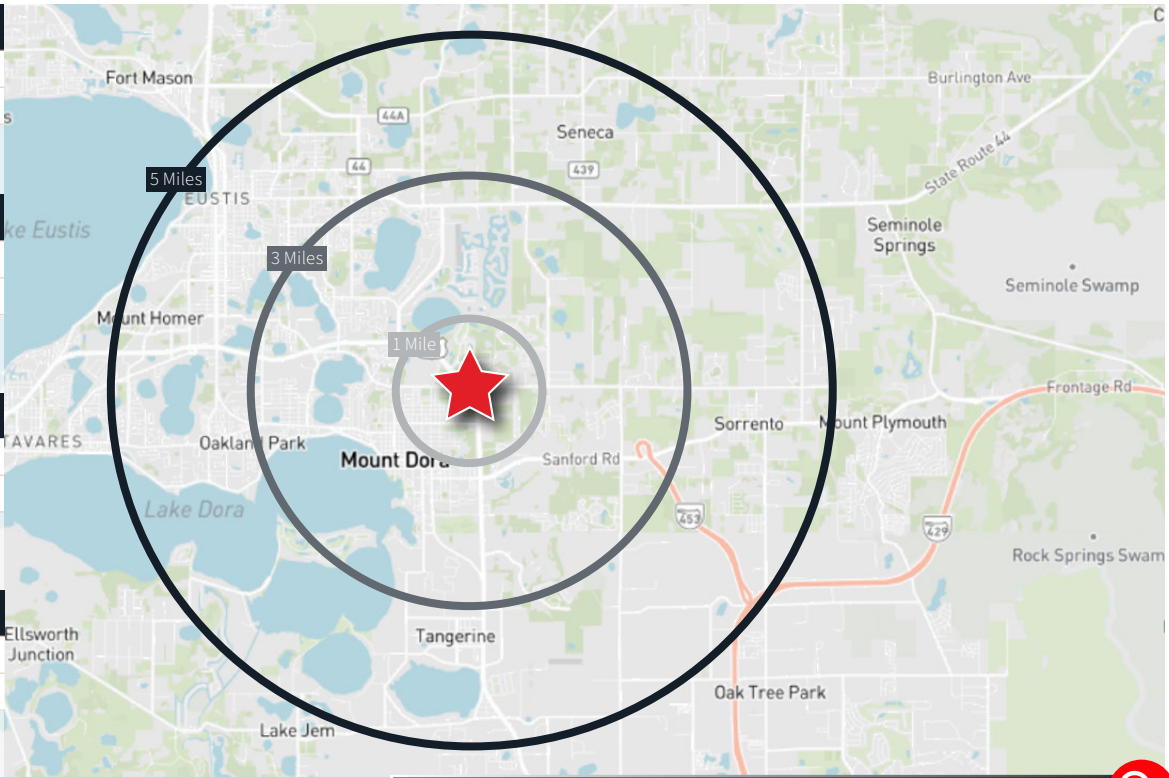 C
Fort Mason
Burlington Ave
44A
s
Seneca
44
439
State Route 44
5 Miles
EUSTIS
ke Eustis
Seminole
Springs
3 Miles
Seminole Swamp
Mount Homer
1 Mile
Frontage Rd
Sorrento
Mount Plymouth
TAVARES
Oakland Park
Mount Dora
Sanford Rd
Lake Dora
453
429
Rock Springs Swam
Ellsworth
Junction
Tangerine
Oak Tree Park
Lake Jem